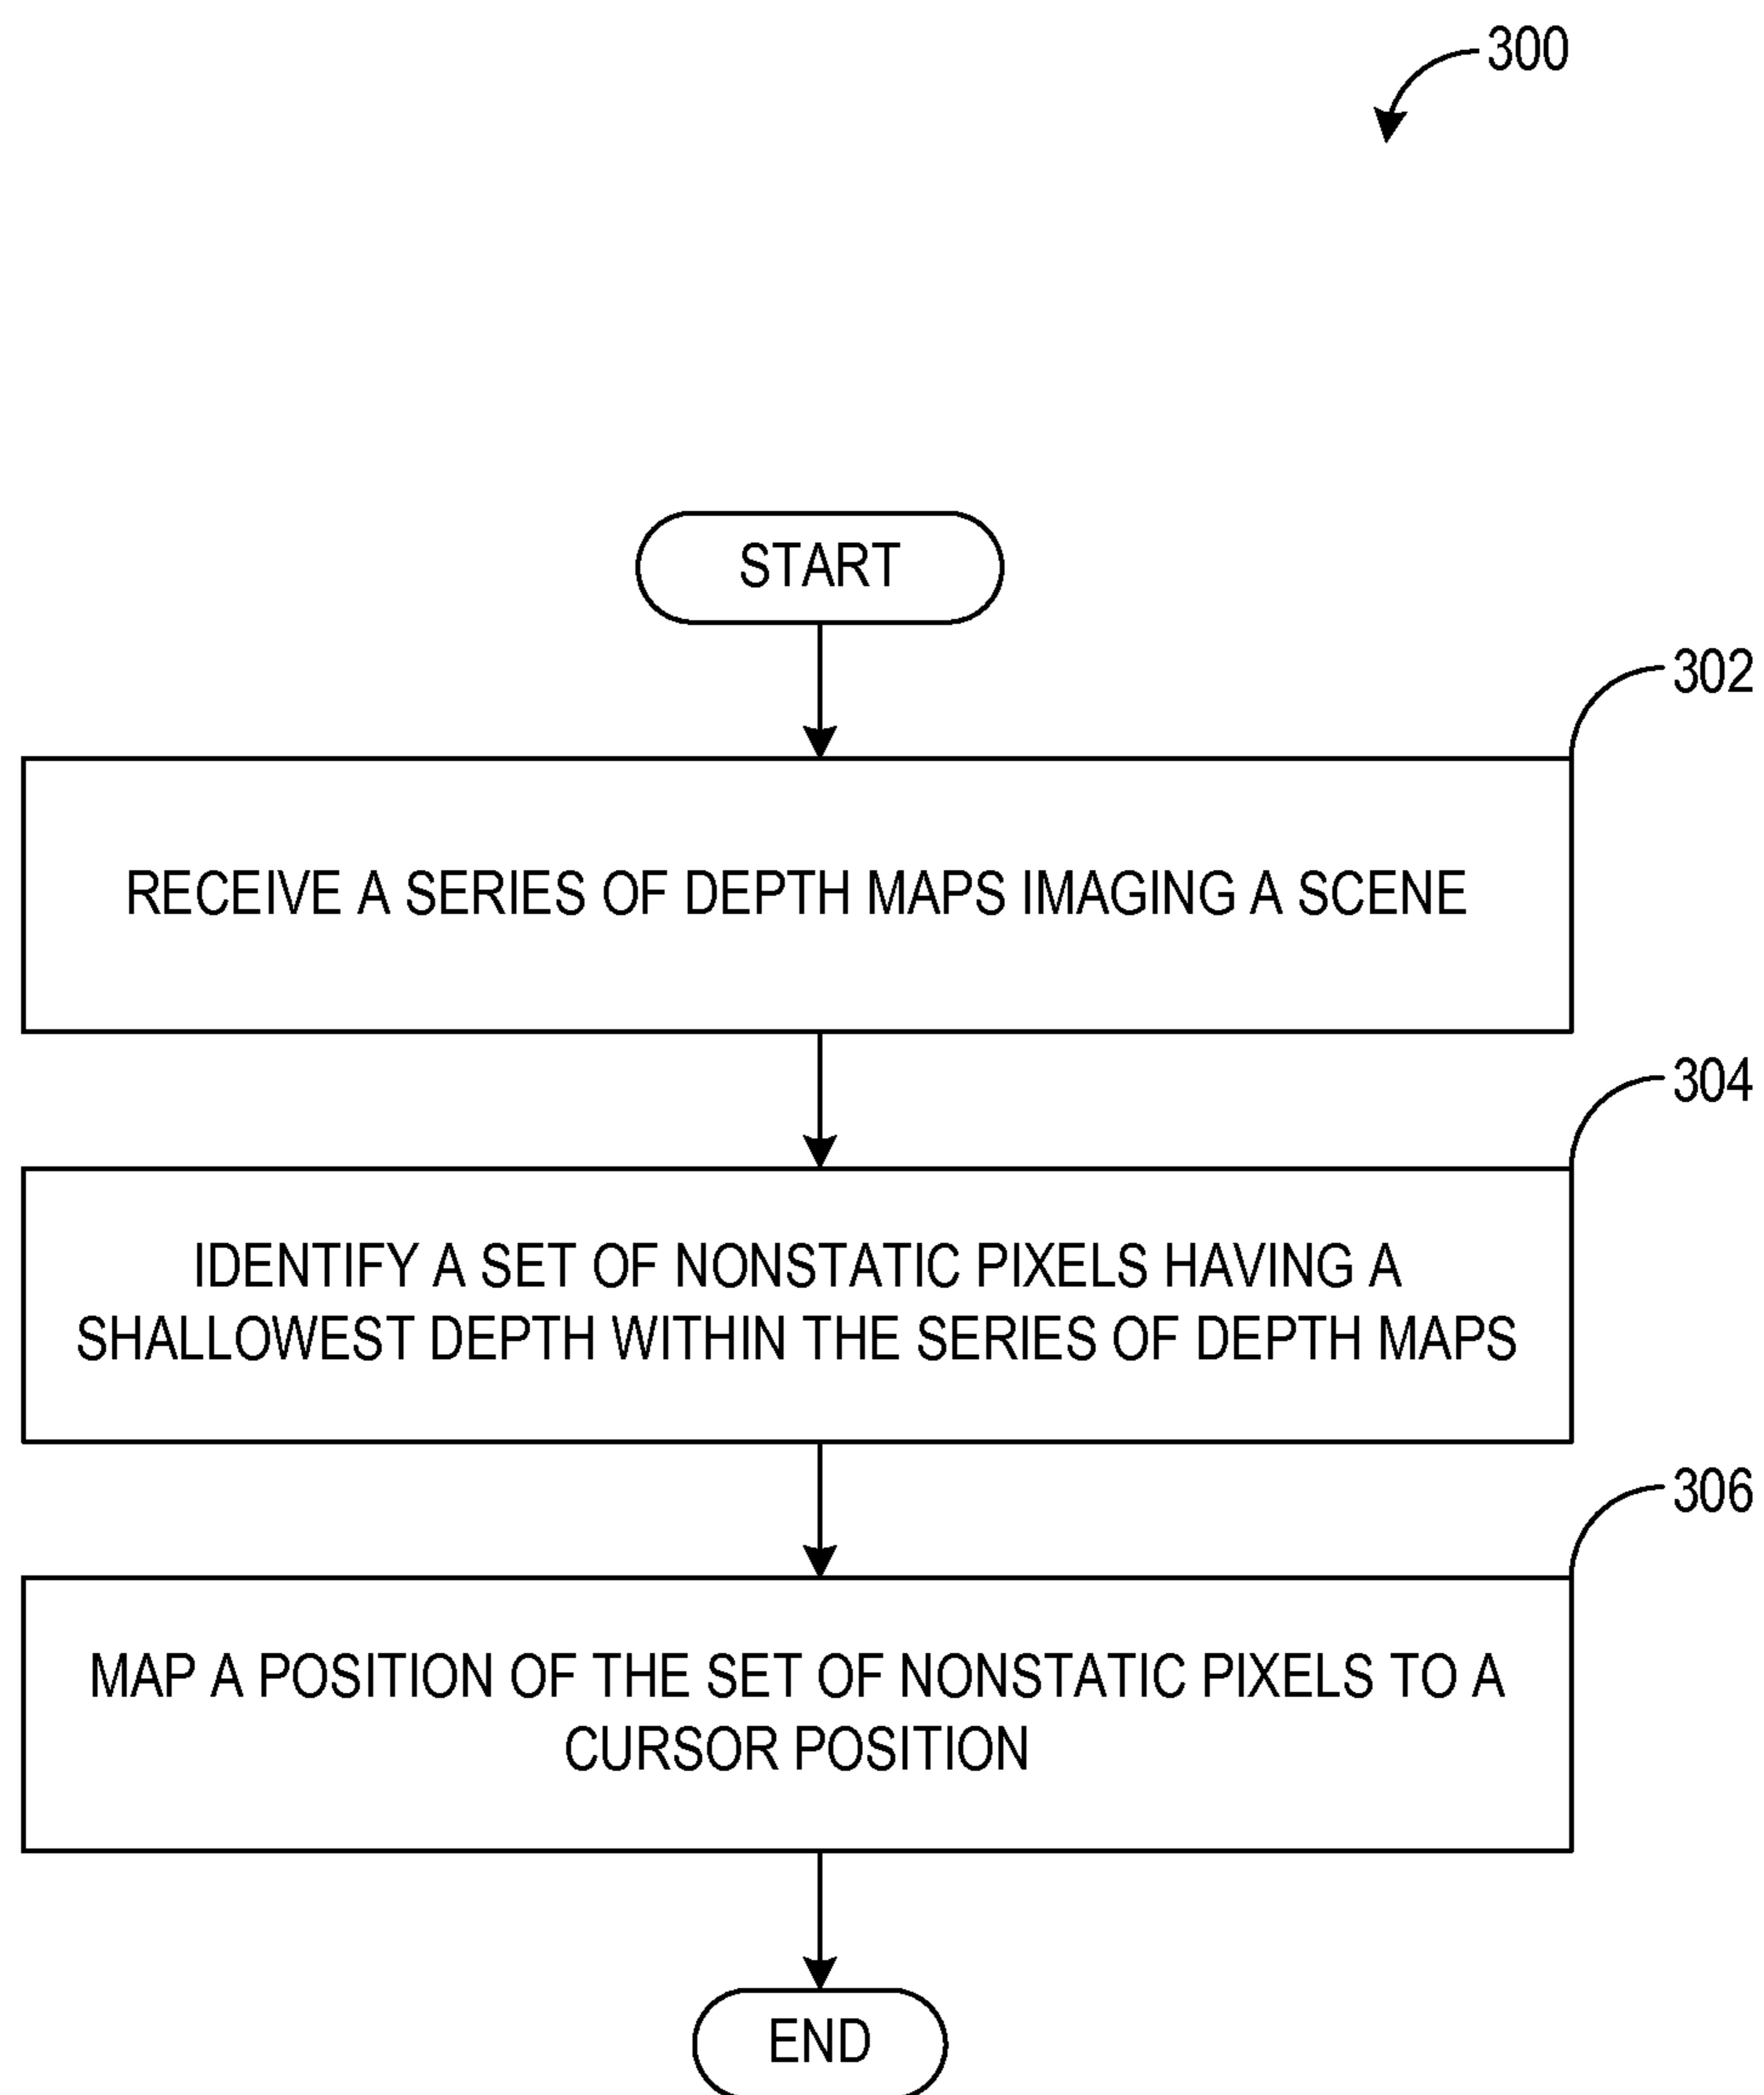 300
START
302
RECEIVE A SERIES OF DEPTH MAPS IMAGING A SCENE
304
IDENTIFY A SET OF NONSTATIC PIXELS HAVING A
SHALLOWEST DEPTH WITHIN THE SERIES OF DEPTH MAPS
306
MAP A POSITION OF THE SET OF NONSTATIC PIXELS TO A
CURSOR POSITION
END